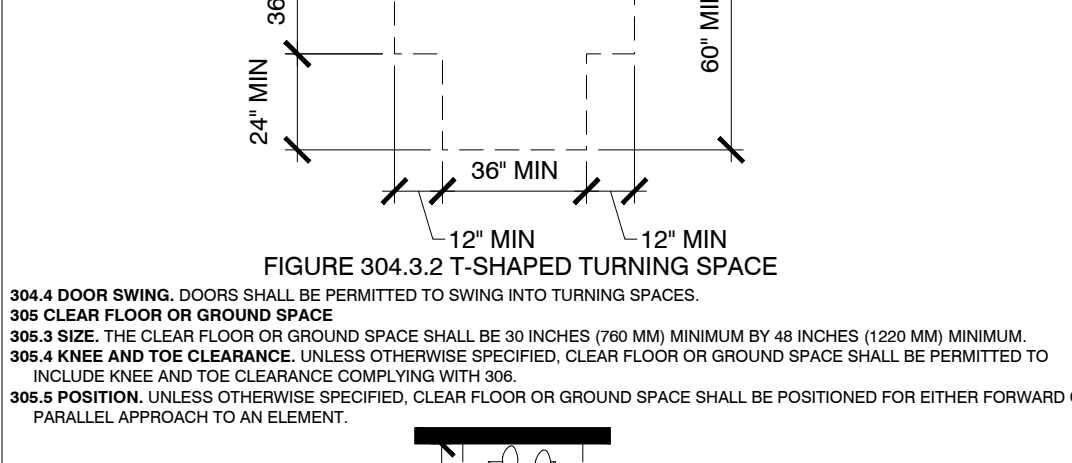 36
24" MIN
60" MIN
36" MIN
12" MIN
12" MIN
FIGURE 304.3.2 T-SHAPED TURNING SPACE
304.4 DOOR SWING. DOORS SHALL BE PERMITTED TO SWING INTO TURNING SPACES.
305 CLEAR FLOOR OR GROUND SPACE
305.3 SIZE. THE CLEAR FLOOR OR GROUND SPACE SHALL BE 30 INCHES (760 MM) MINIMUM BY 48 INCHES (1220 MM) MINIMUM.
305.4 KNEE AND TOE CLEARANCE. UNLESS OTHERWISE SPECIFIED, CLEAR FLOOR OR GROUND SPACE SHALL BE PERMITTED TO
INCLUDE KNEE AND TOE CLEARANCE COMPLYING WITH 306.
305.5 POSITION. UNLESS OTHERWISE SPECIFIED, CLEAR FLOOR OR GROUND SPACE SHALL BE POSITIONED FOR EITHER FORWARD
PARALLEL APPROACH TO AN ELEMENT.